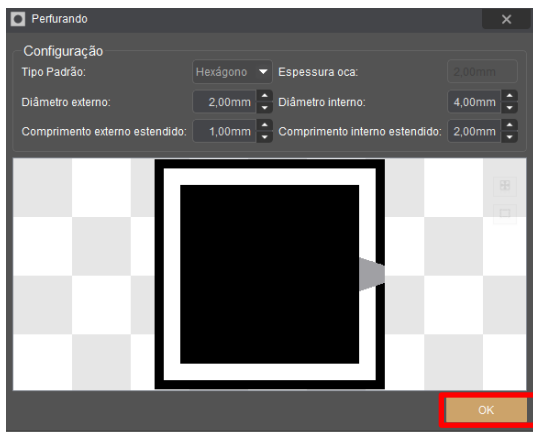 Perfurando
Configuração
Tipo Padrão: Hexágono Espessura oca: 2,00mm
Diâmetro externo: 2,00mm Diâmetro interno: 4,00mm
Comprimento externo estendido: 1,00mm Comprimento interno estendido: 2,00mm
OK